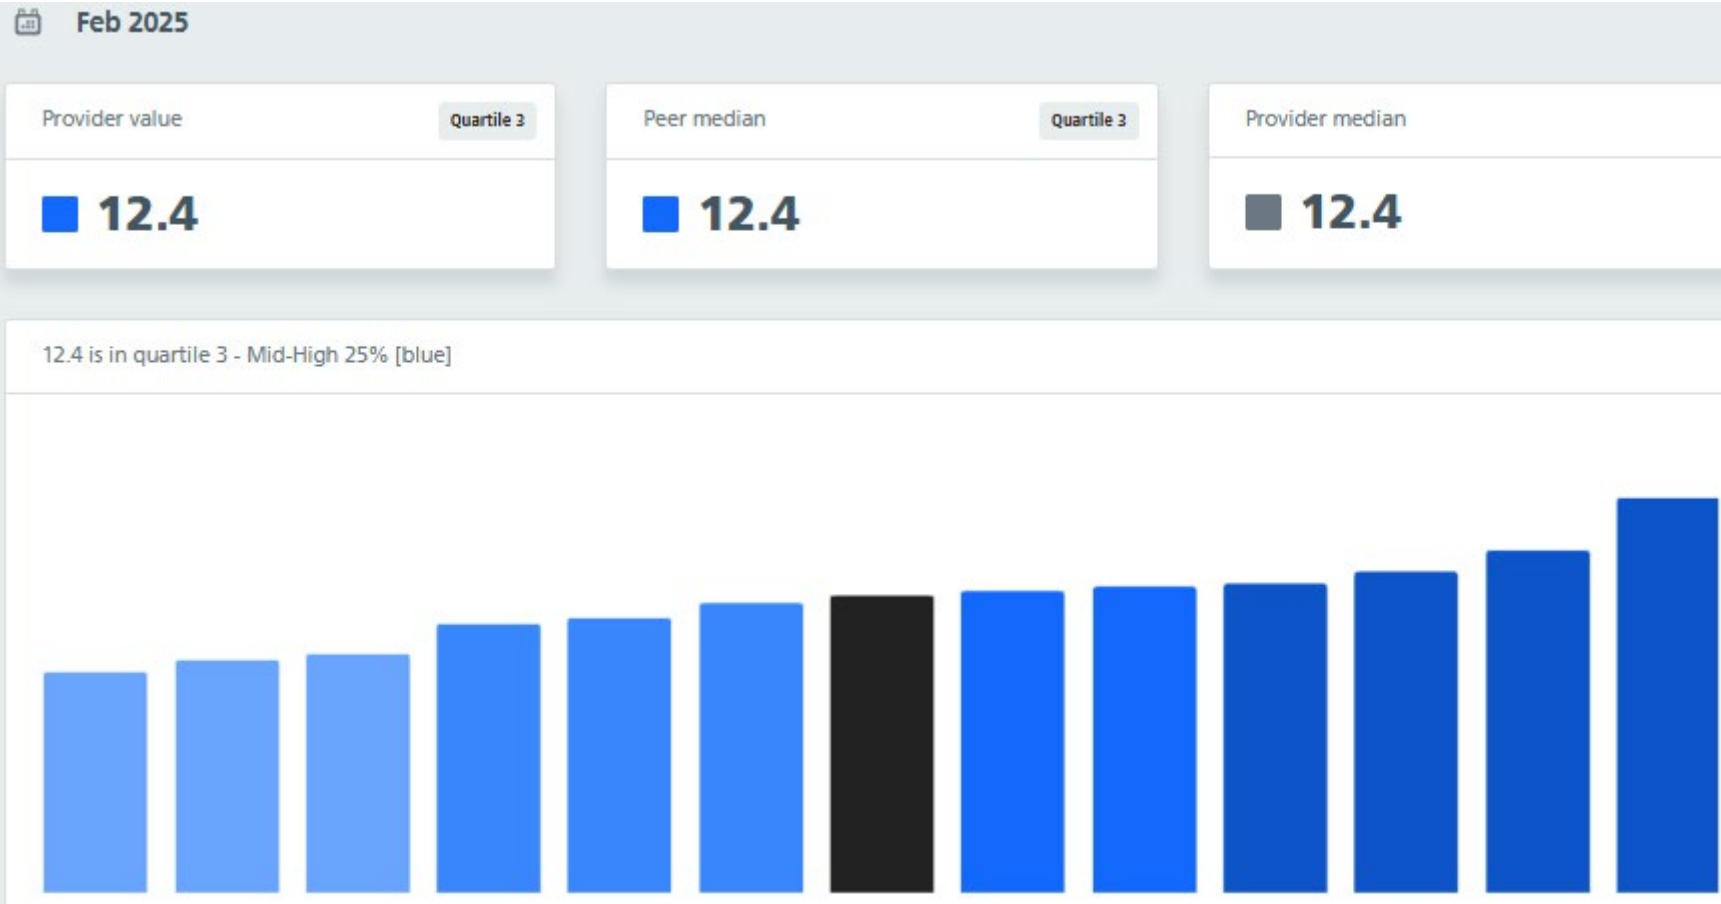 Feb 2025
Provider value
Quartile 3
12.4
Peer median
Quartile 3
12.4
Provider median
12.4
12.4 is in quartile 3 - Mid-High 25% [blue]